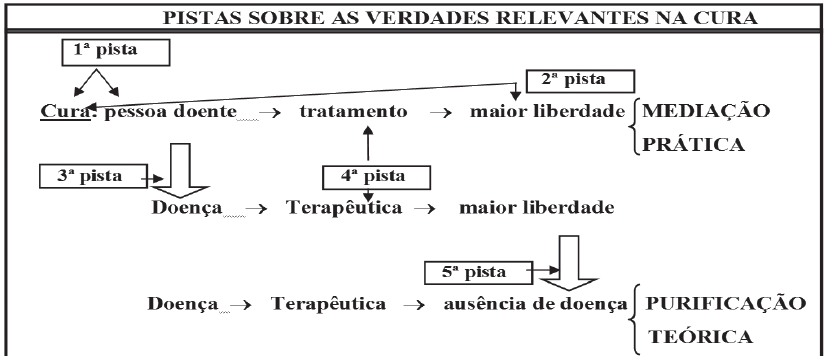 PISTAS SOBRE AS VERDADES RELEVANTES NA CURA
1ª pista
2ª pista
Cura: pessoa doente → tratamento → maior liberdade MEDIAÇÃO
PRÁTICA
3ª pista
4ª pista
Doença → Terapêutica → maior liberdade
5ª pista
Doença → Terapêutica → ausência de doença PURIFICAÇÃO
TEÓRICA